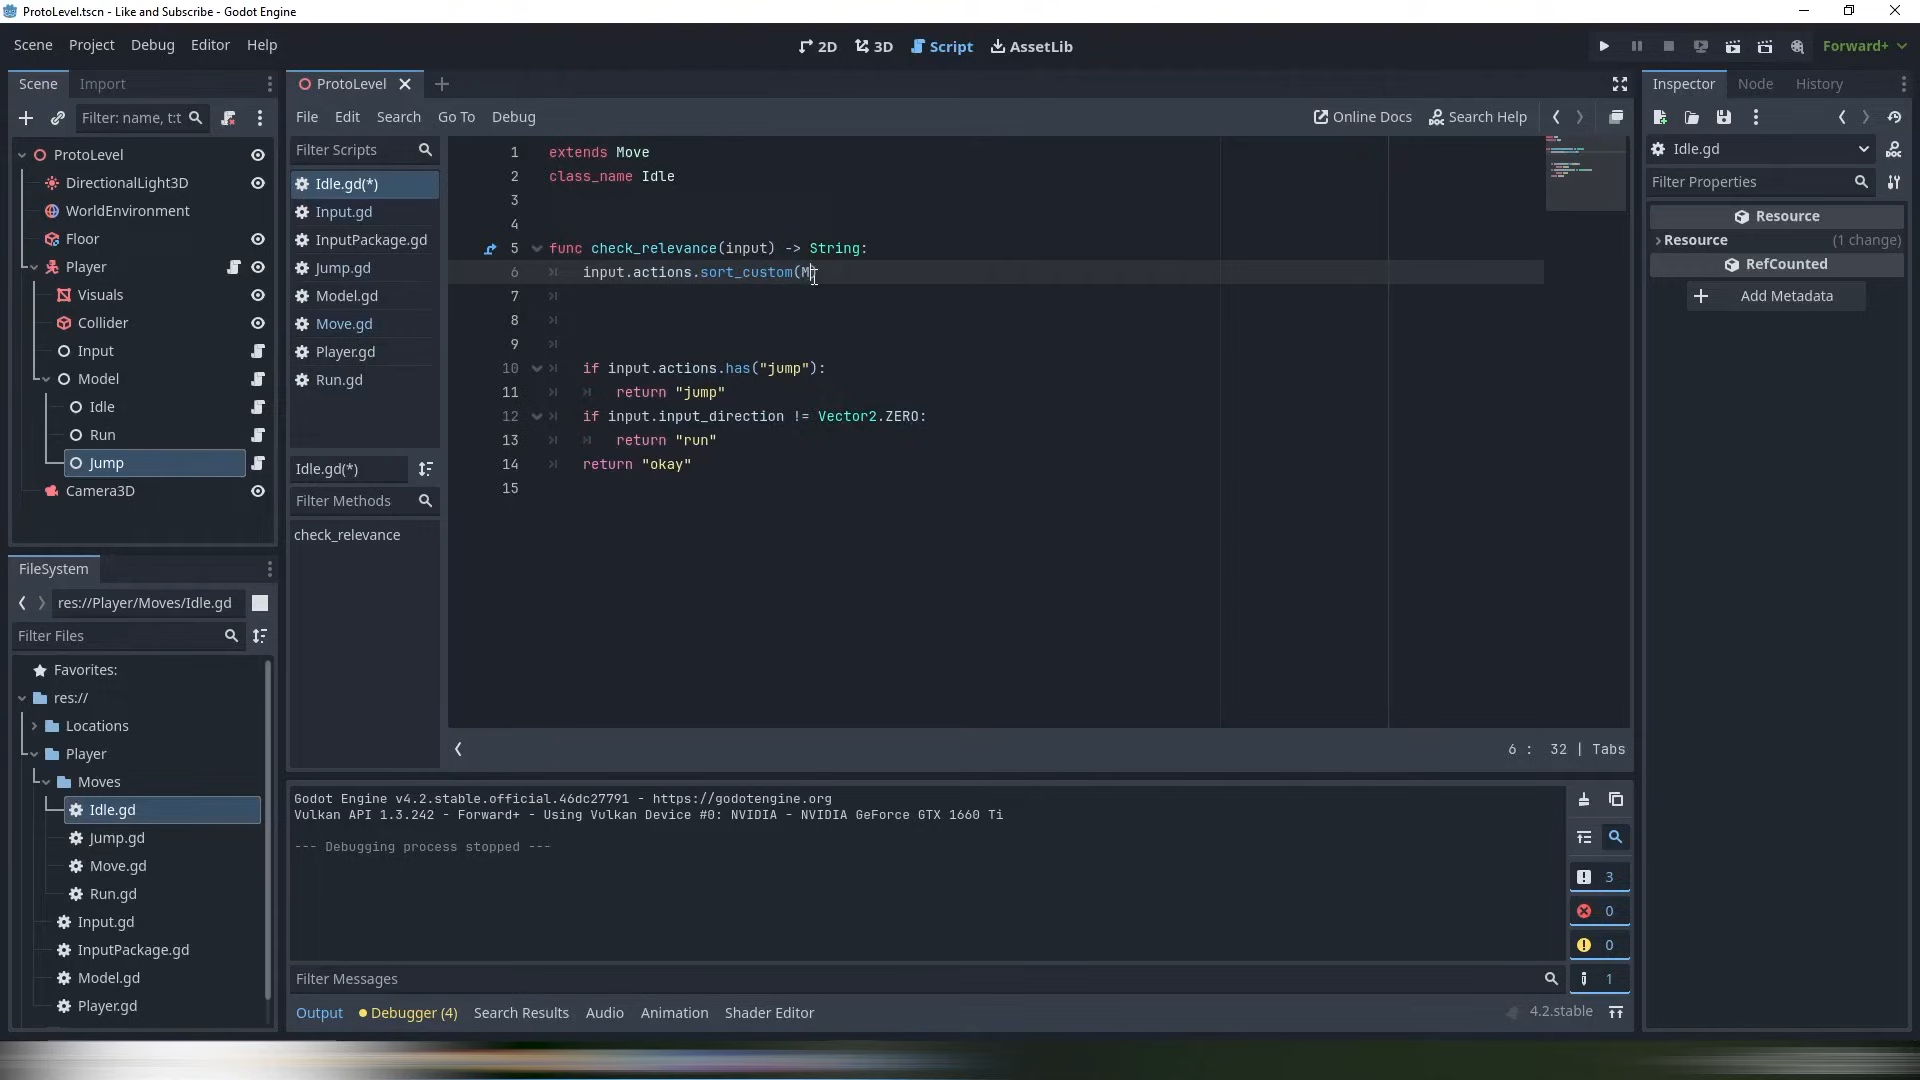 ProtoLevel.tscn - Like and Subscribe - Godot Engine
Scene Project Debug Editor Help
2D 3D Script AssetLib
Forward+
Scene Import
Filter: name, t:t
ProtoLevel
DirectionalLight3D
WorldEnvironment
Floor
Player
Visuals
Collider
Input
Model
Idle
Run
Jump
Camera3D
FileSystem
res://Player/Moves/Idle.gd
Filter Files
Favorites:
res://
Locations
Player
Moves
Idle.gd
Jump.gd
Move.gd
Run.gd
Input.gd
InputPackage.gd
Model.gd
Player.gd
ProtoLevel
File Edit Search Go To Debug
Online Docs Search Help
Filter Scripts
Idle.gd(*)
Input.gd
InputPackage.gd
Jump.gd
Model.gd
Move.gd
Player.gd
Run.gd
Idle.gd(*)
Filter Methods
check_relevance
1 extends Move
2 class_name Idle
3
4
5 func check_relevance(input) -> String:
6 input.actions.sort_custom(M)
7
8
9
10 if input.actions.has("jump"):
11 return "jump"
12 if input.input_direction != Vector2.ZERO:
13 return "run"
14 return "okay"
15
6 : 32 | Tabs
Godot Engine v4.2.stable.official.46dc27791 - https://godotengine.org
Vulkan API 1.3.242 - Forward+ - Using Vulkan Device #0: NVIDIA - NVIDIA GeForce GTX 1660 Ti
--- Debugging process stopped ---
3
0
0
1
Filter Messages
Output Debugger (4) Search Results Audio Animation Shader Editor
4.2.stable
Inspector Node History
Idle.gd
Filter Properties
Resource
Resource (1 change)
RefCounted
Add Metadata